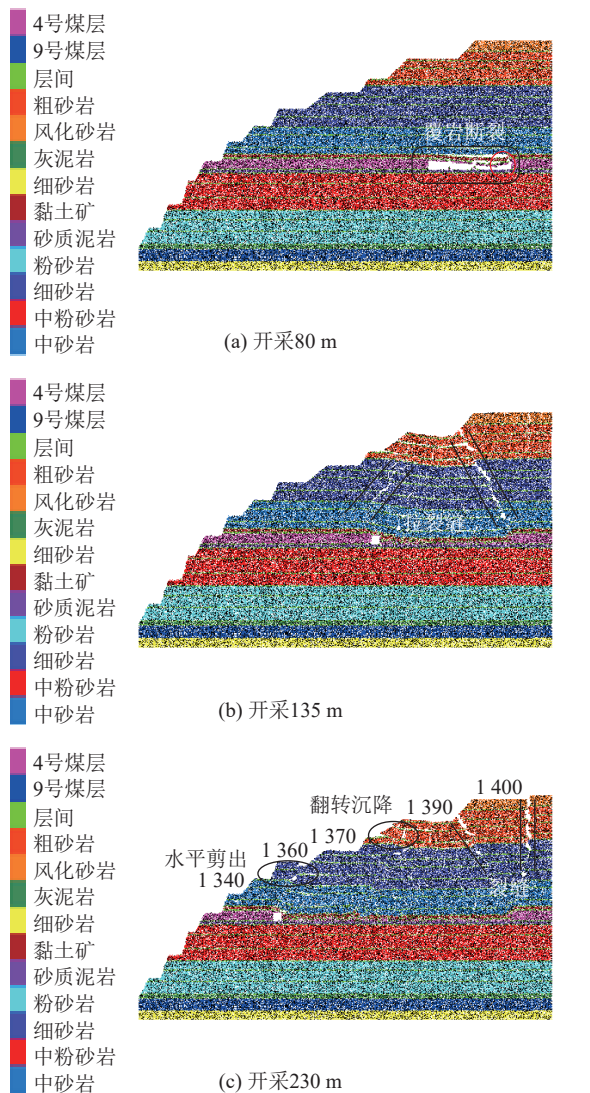 4号煤层
9号煤层
层间
粗砂岩
风化砂岩
灰泥岩
细砂岩
黏土矿
砂质泥岩
粉砂岩
细砂岩
中粉砂岩
中砂岩
覆岩断裂
(a) 开采80 m
4号煤层
9号煤层
层间
粗砂岩
风化砂岩
灰泥岩
细砂岩
黏土矿
砂质泥岩
粉砂岩
细砂岩
中粉砂岩
中砂岩
拉裂缝
(b) 开采135 m
4号煤层
9号煤层
层间
粗砂岩
风化砂岩
灰泥岩
细砂岩
黏土矿
砂质泥岩
粉砂岩
细砂岩
中粉砂岩
中砂岩
1 400
翻转沉降 1 390
1 370
水平剪出 1 360
1 340
裂缝
(c) 开采230 m